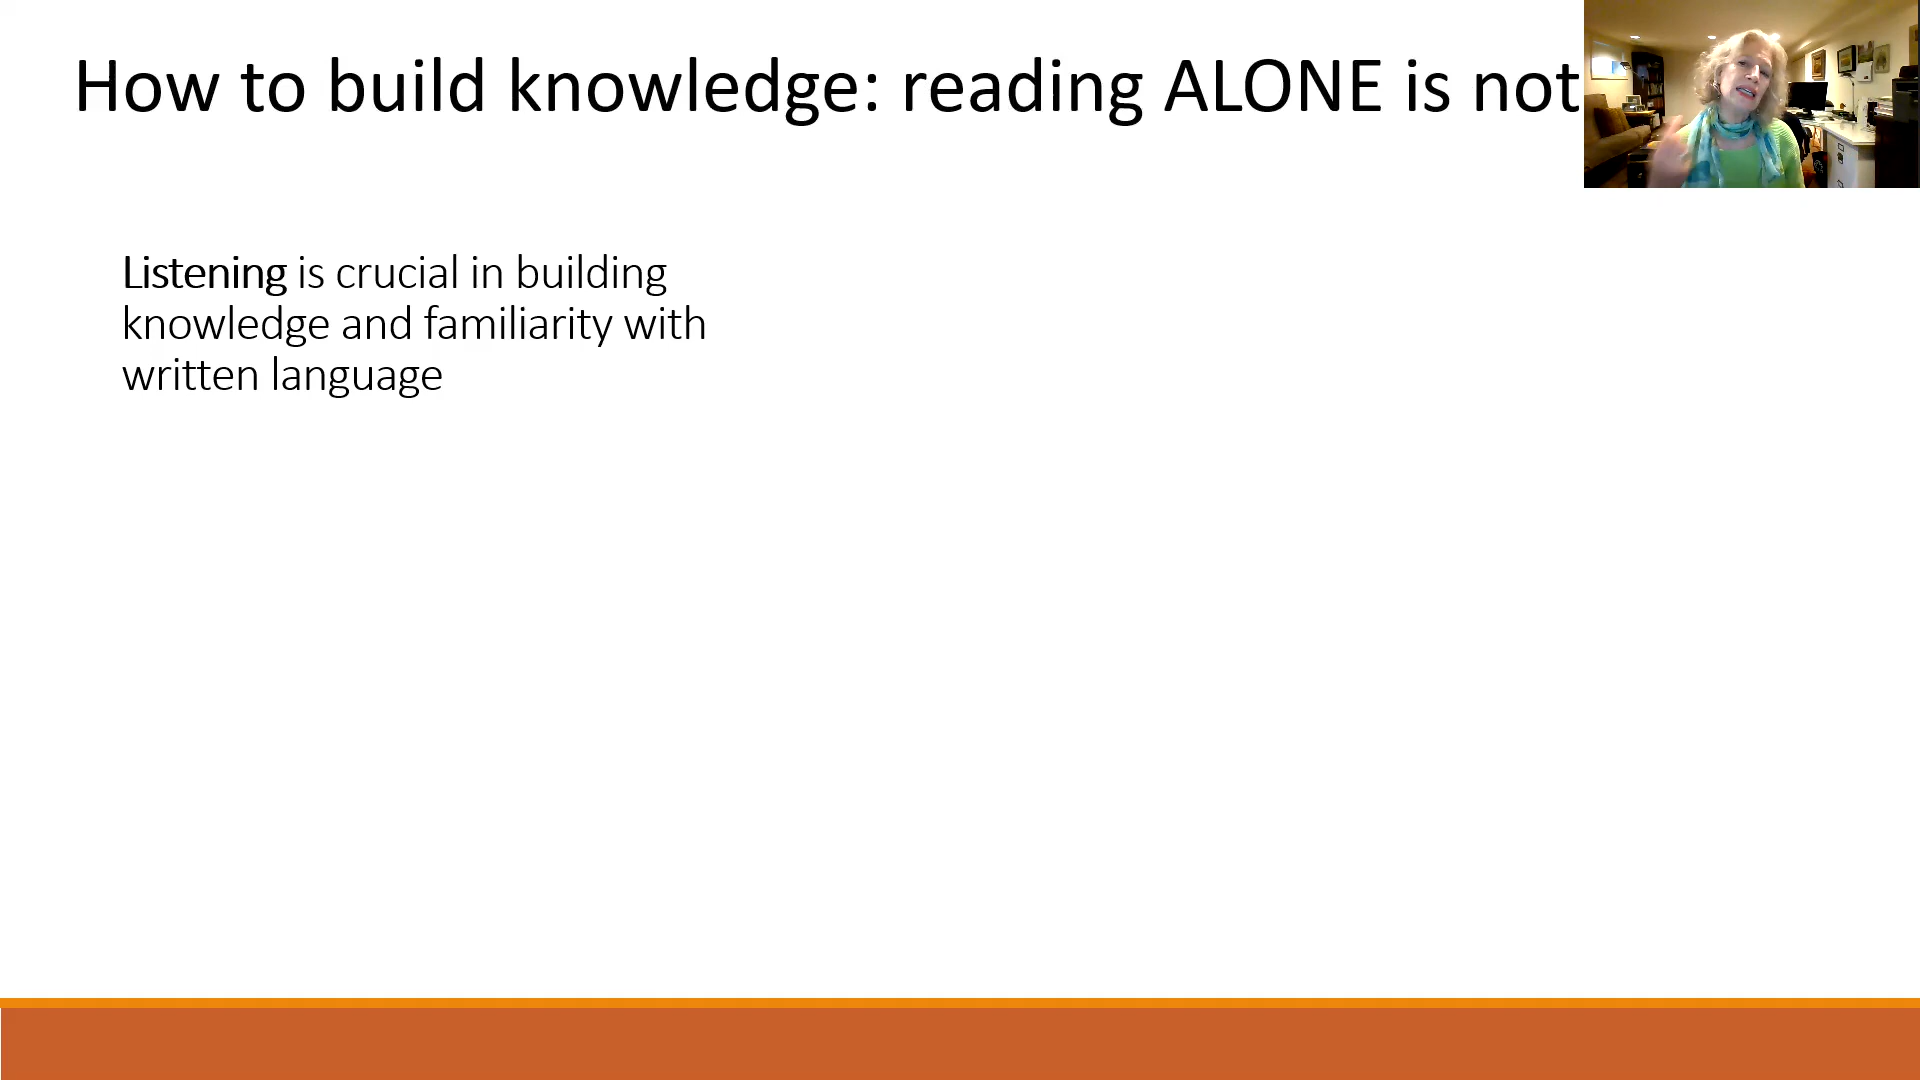 How to build knowledge: reading ALONE is not
Listening is crucial in building
knowledge and familiarity with
written language